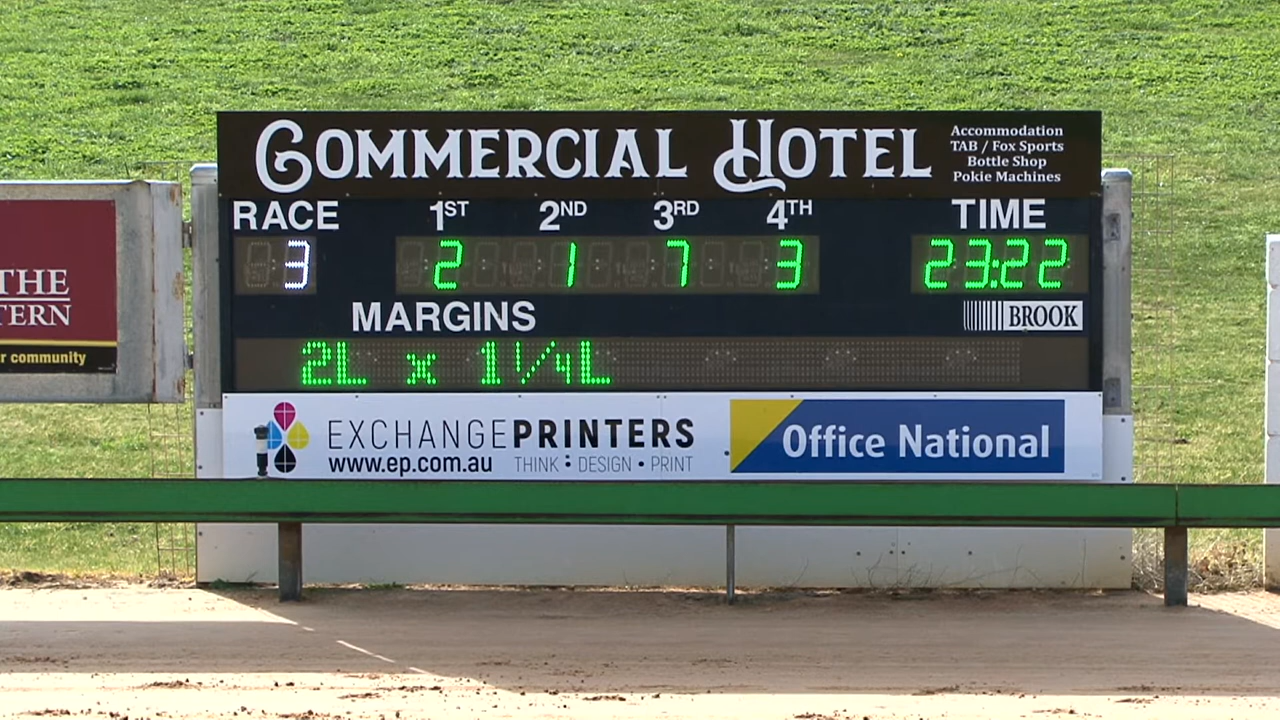 COMMERCIAL HOTEL
Accommodation
TAB / Fox Sports
Bottle Shop
Pokie Machines
RACE 1ST 2ND 3RD 4TH TIME
3 2 1 7 3 23:22
MARGINS
BROOK
2L x 1¼L
THE
TERN
r community
EXCHANGEPRINTERS
www.ep.com.au THINK : DESIGN • PRINT
Office National